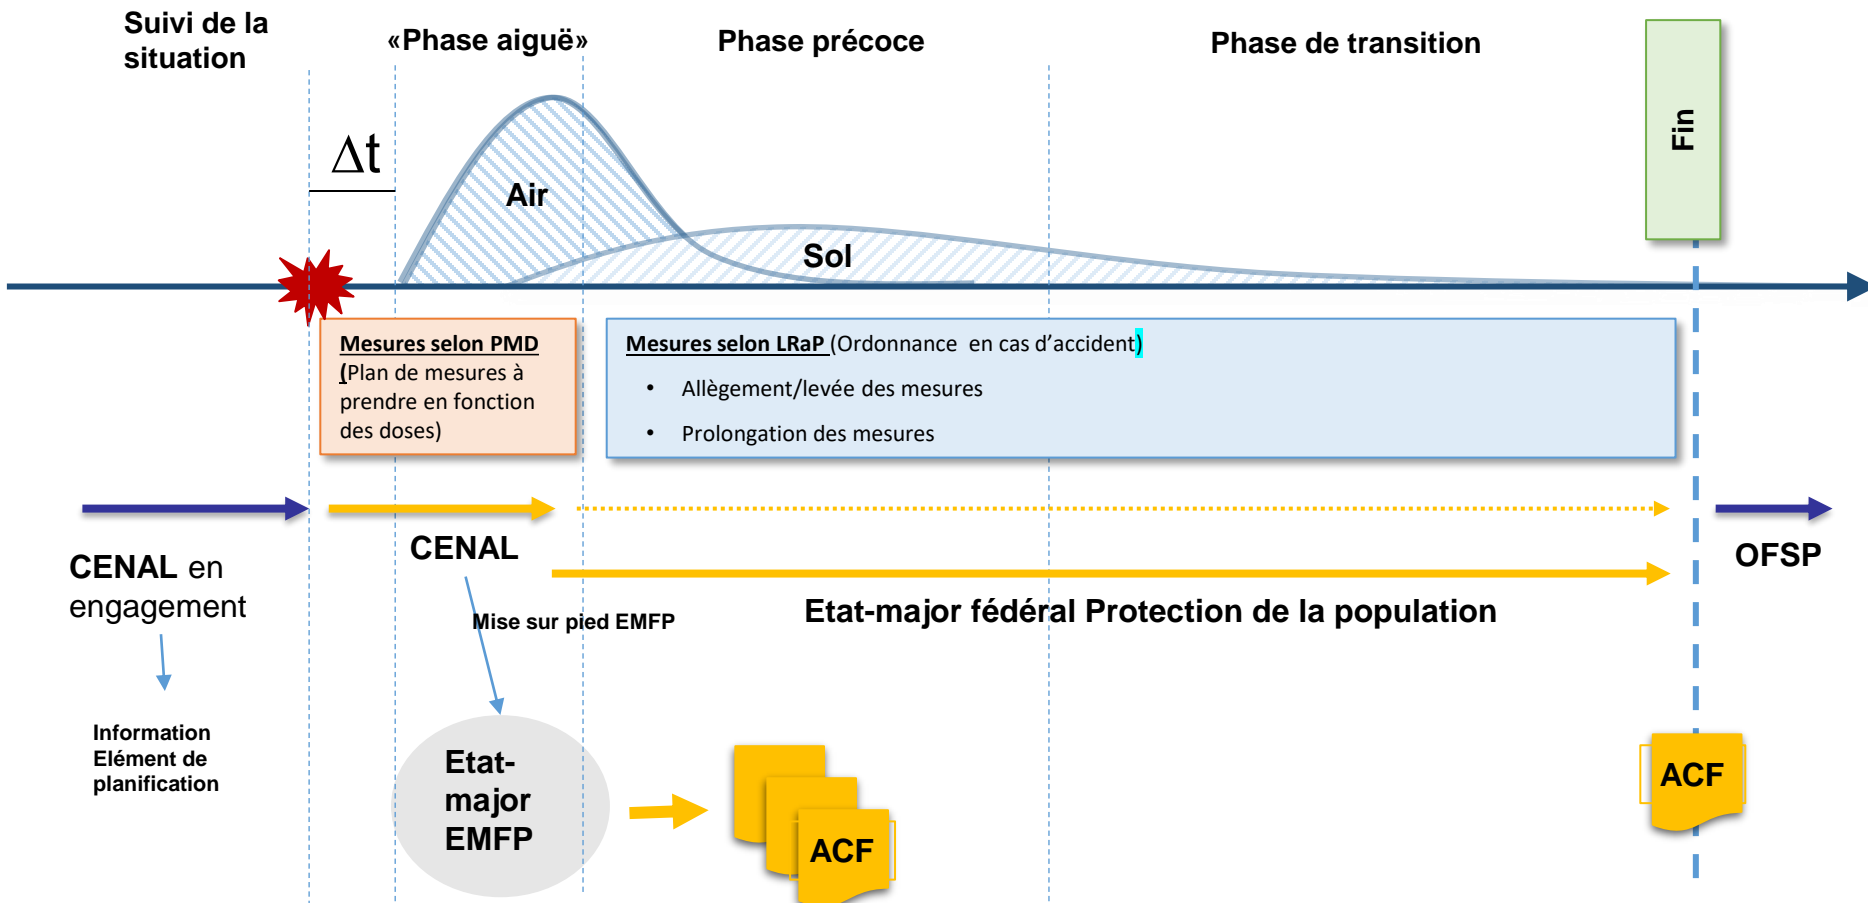 Suivi de la
situation
«Phase aiguë»
Phase précoce
Phase de transition
Fin
Δt
Air
Sol
Mesures selon PMD
(Plan de mesures à
prendre en fonction
des doses)
Mesures selon LRaP (Ordonnance en cas d'accident)
• Allègement/levée des mesures
• Prolongation des mesures
CENAL en
engagement
CENAL
OFSP
Mise sur pied EMFP
Etat-major fédéral Protection de la population
Information
Elément de
planification
Etat-
major
EMFP
ACF
ACF